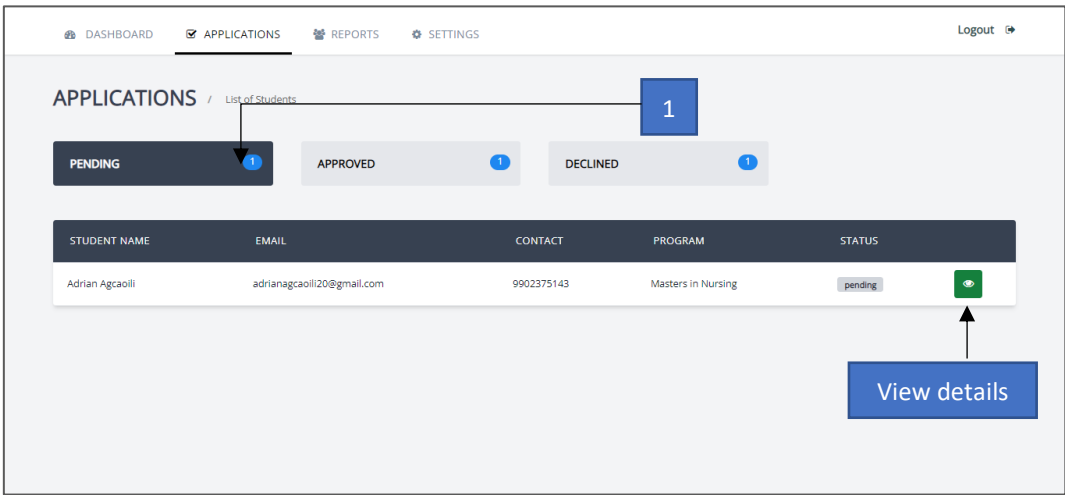 DASHBOARD APPLICATIONS REPORTS SETTINGS Logout
APPLICATIONS / List of Students
1
PENDING 1 APPROVED 1 DECLINED 1
STUDENT NAME EMAIL CONTACT PROGRAM STATUS
Adrian Agcaoili adrianagcaoili20@gmail.com 9902375143 Masters in Nursing pending
View details